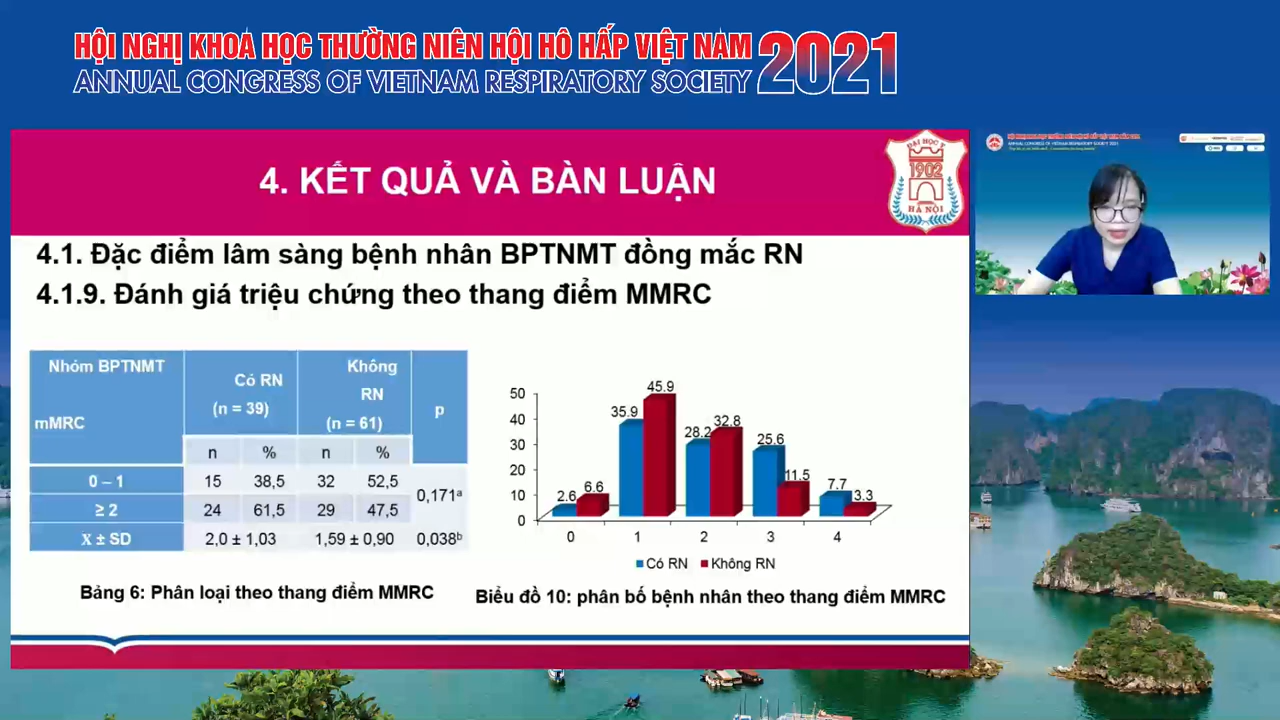 HỘI NGHỊ KHOA HỌC THƯỜNG NIÊN HỘI HÔ HẤP VIỆT NAM
ANNUAL CONGRESS OF VIETNAM RESPIRATORY SOCIETY
2021
4. KẾT QUẢ VÀ BÀN LUẬN
ĐẠI HỌC Y
1902
HÀ NỘI
4.1. Đặc điểm lâm sàng bệnh nhân BPTNMT đồng mắc RN
4.1.9. Đánh giá triệu chứng theo thang điểm MMRC
Nhóm BPTNMT
mMRC
Có RN
(n = 39)
Không
RN
(n = 61)
p
n % n %
0 – 1 15 38,5 32 52,5 0,171ᵃ
≥ 2 24 61,5 29 47,5
X ± SD 2,0 ± 1,03 1,59 ± 0,90 0,038ᵇ
Bảng 6: Phân loại theo thang điểm MMRC
50
40
30
20
10
0
2.6 6.6
35.9 45.9
28.2 32.8
25.6 11.5
7.7 3.3
0 1 2 3 4
Có RN Không RN
Biểu đồ 10: phân bố bệnh nhân theo thang điểm MMRC